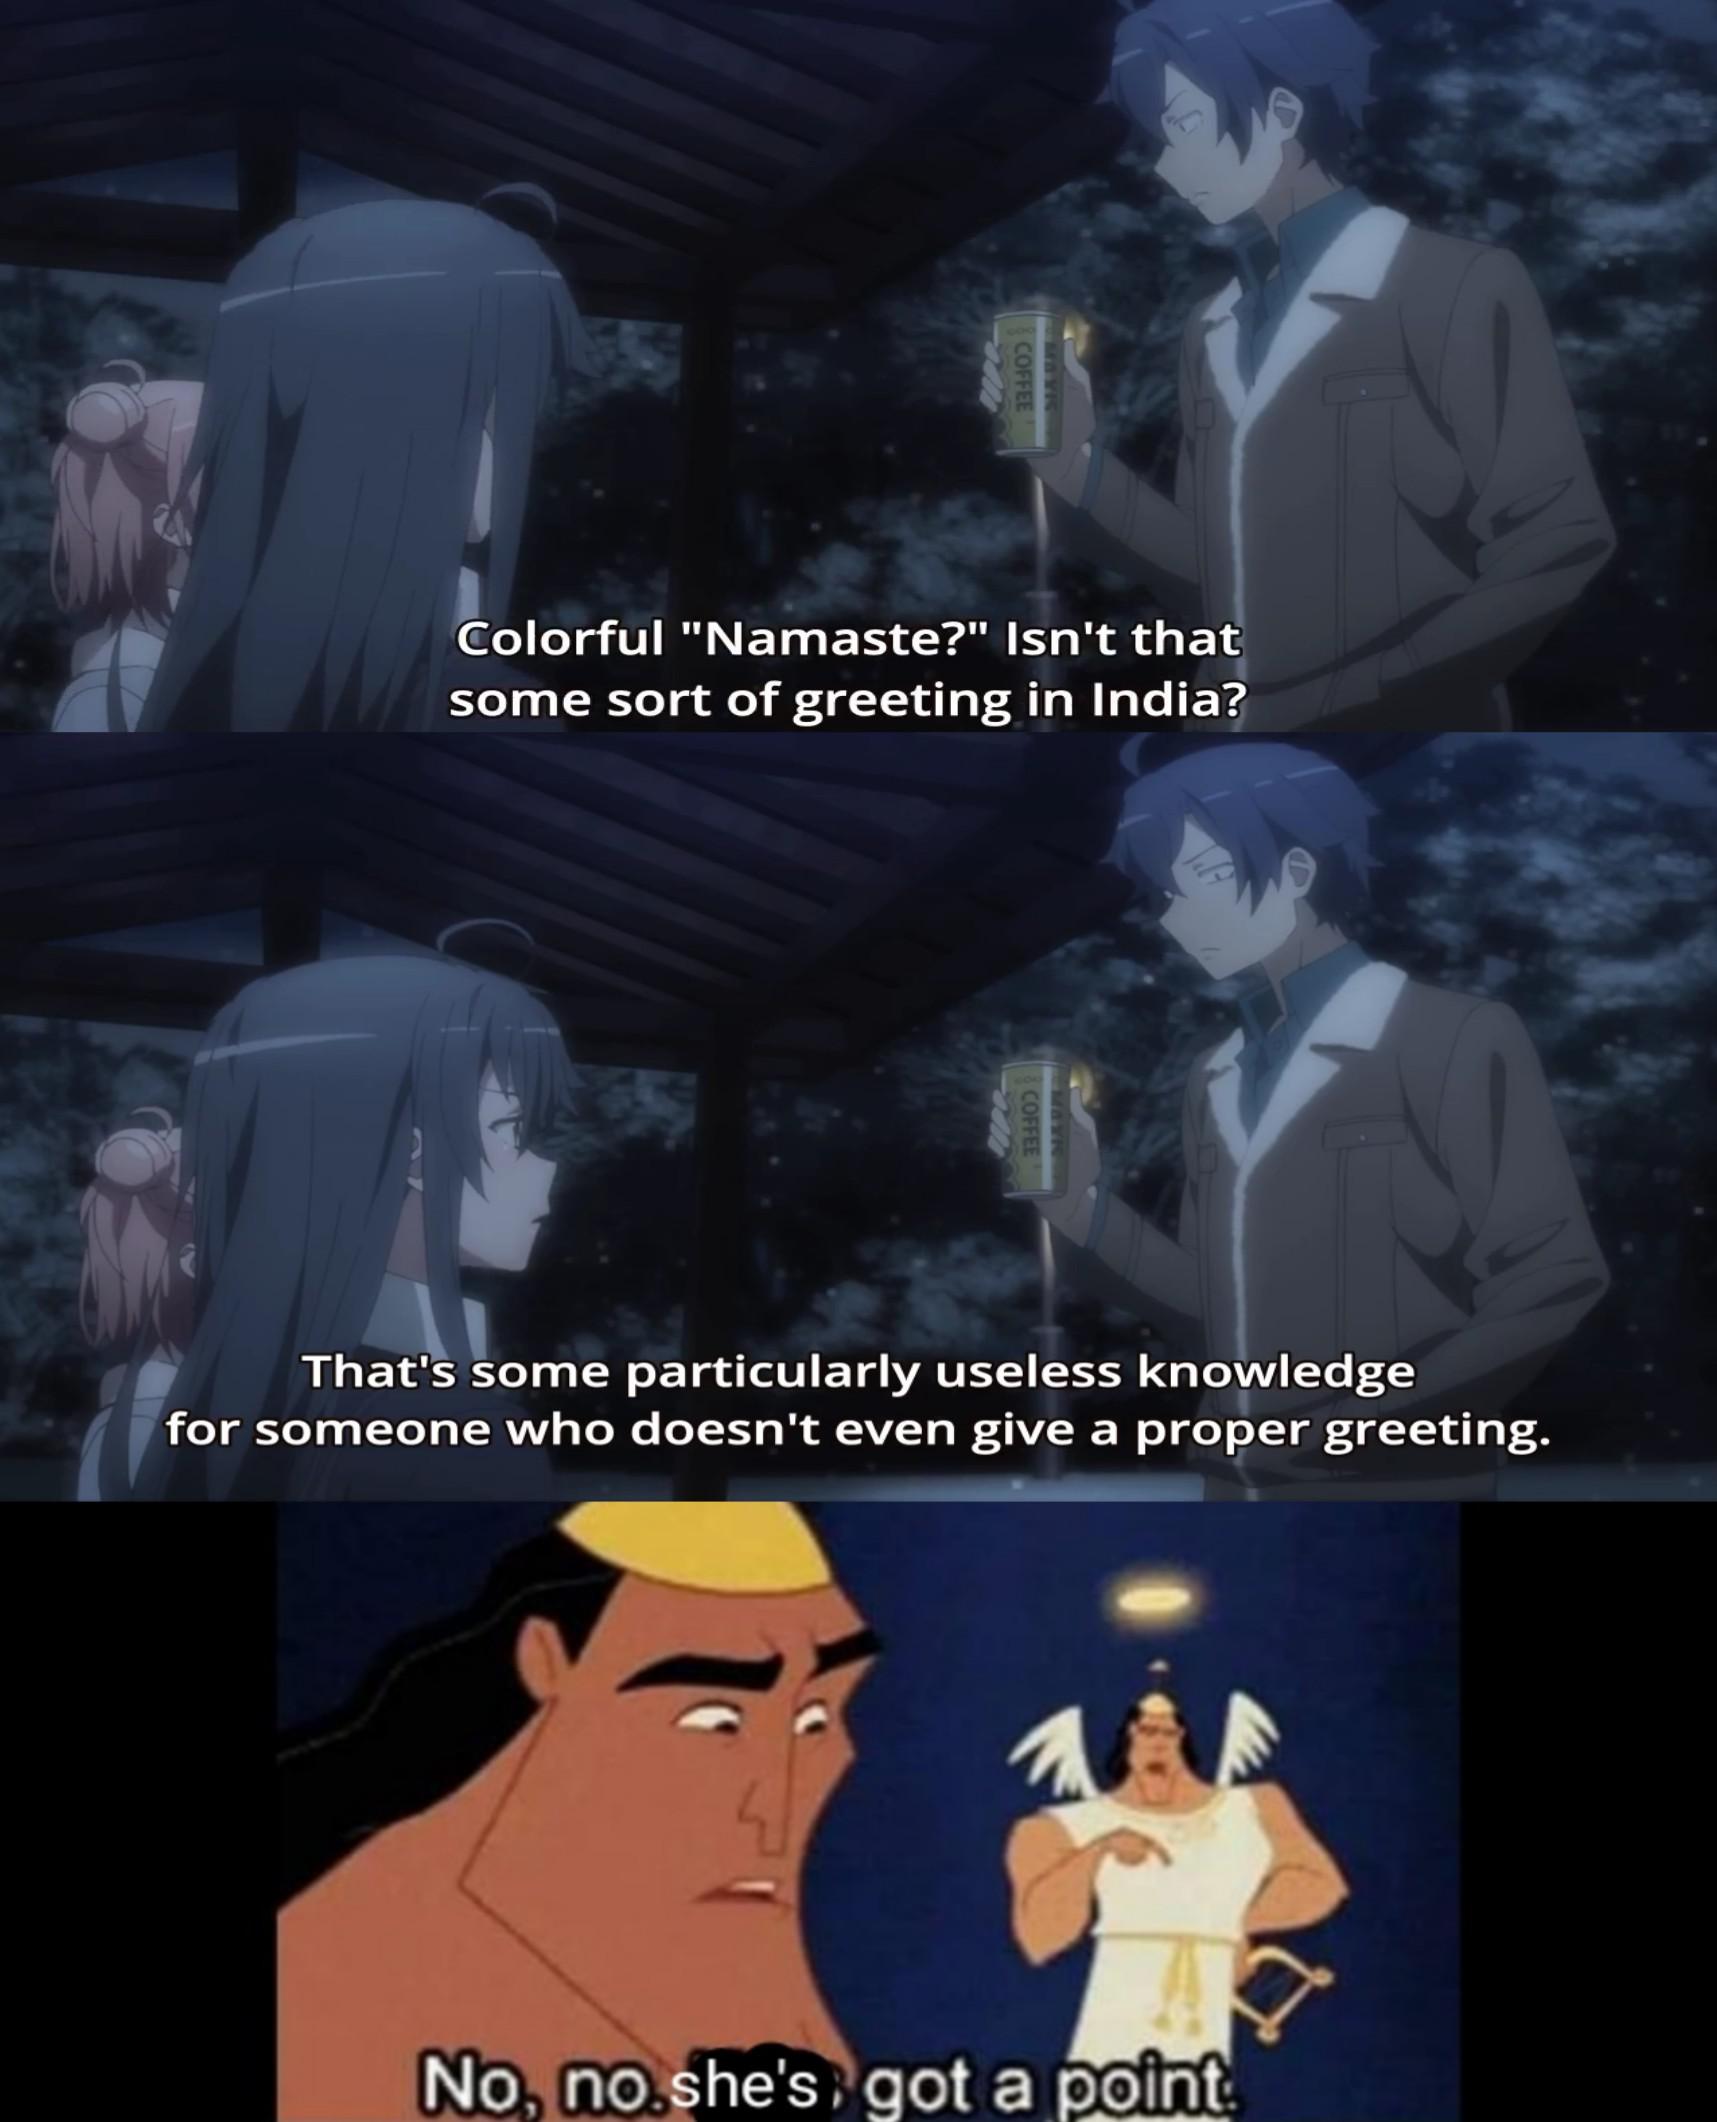 COFFEE
Colorful "Namaste?" Isn't that
some sort of greeting in India?
COFFEE
That's some particularly useless knowledge
for someone who doesn't even give a proper greeting.
No, no. she's got a point.